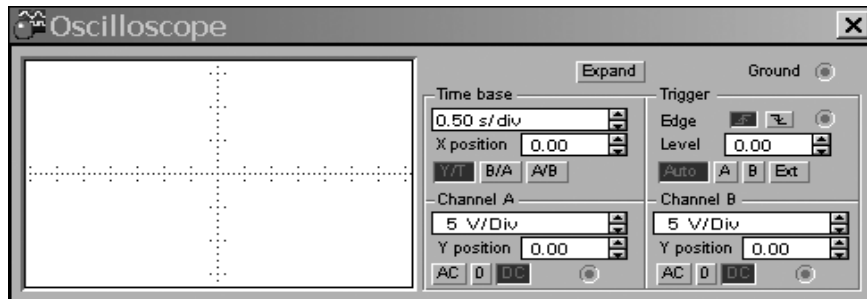 Oscilloscope
Expand
Ground
Time base
0.50 s/div
X position 0.00
Y/T B/A A/B
Trigger
Edge
Level 0.00
Auto A B Ext
Channel A
5 V/Div
Y position 0.00
AC 0 DC
Channel B
5 V/Div
Y position 0.00
AC 0 DC